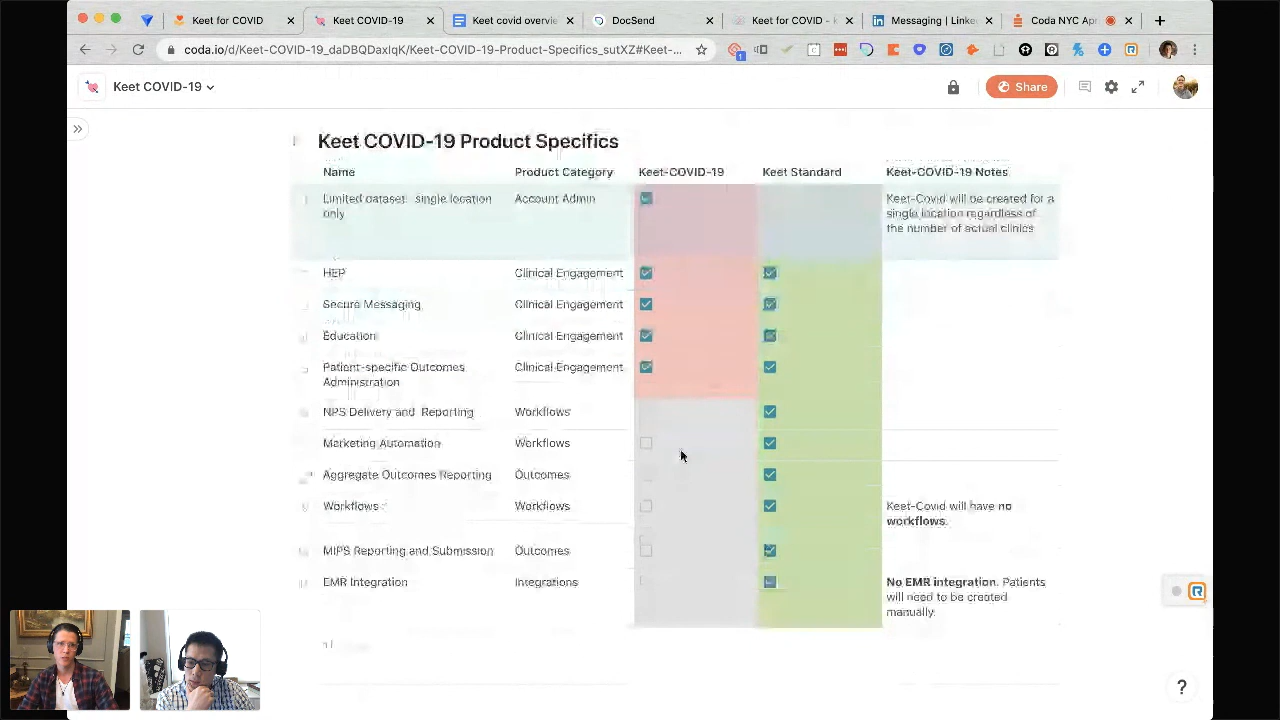 Keet for COVID
Keet COVID-19
Keet covid overvie
DocSend
Keet for COVID - k
Messaging | Linke
Coda NYC Apr
coda.io/d/Keet-COVID-19_daDBQDaxIqK/Keet-COVID-19-Product-Specifics_sutXZ#Keet-...
1
Keet COVID-19
Share
Keet COVID-19 Product Specifics
Name Product Category Keet-COVID-19 Keet Standard Keet-COVID-19 Notes
Limited dataset single location Account Admin Keet-Covid will be created for a
only single location regardless of
the number of actual clinics
HEP Clinical Engagement
Secure Messaging Clinical Engagement
Education Clinical Engagement
Patient-specific Outcomes Clinical Engagement
Administration
NPS Delivery and Reporting Workflows
Marketing Automation Workflows
Aggregate Outcomes Reporting Outcomes
Workflows Workflows Keet-Covid will have no
workflows.
MIPS Reporting and Submission Outcomes
EMR Integration Integrations No EMR integration. Patients
will need to be created
manually.
?